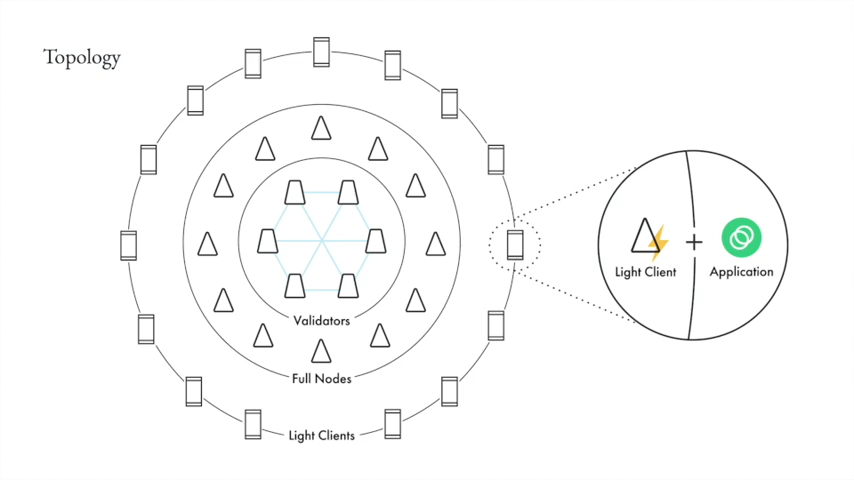 Topology
Light Client
Application
Validators
Full Nodes
Light Clients